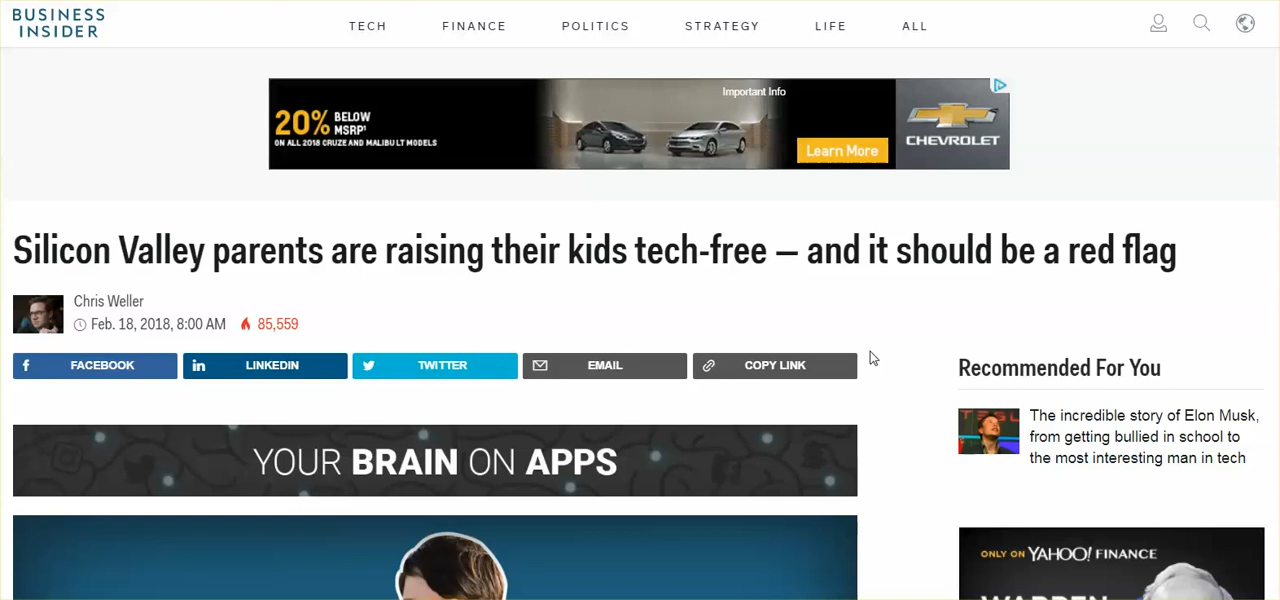 BUSINESS
INSIDER
TECH
FINANCE
POLITICS
STRATEGY
LIFE
ALL
20% BELOW
MSRP¹
ON ALL 2018 CRUZE AND MALIBU LT MODELS
Important Info
Learn More
CHEVROLET
Silicon Valley parents are raising their kids tech-free — and it should be a red flag
Chris Weller
Feb. 18, 2018, 8:00 AM 85,559
FACEBOOK
LINKEDIN
TWITTER
EMAIL
COPY LINK
YOUR BRAIN ON APPS
Recommended For You
TESL
The incredible story of Elon Musk,
from getting bullied in school to
the most interesting man in tech
ONLY ON YAHOO! FINANCE
WARREN